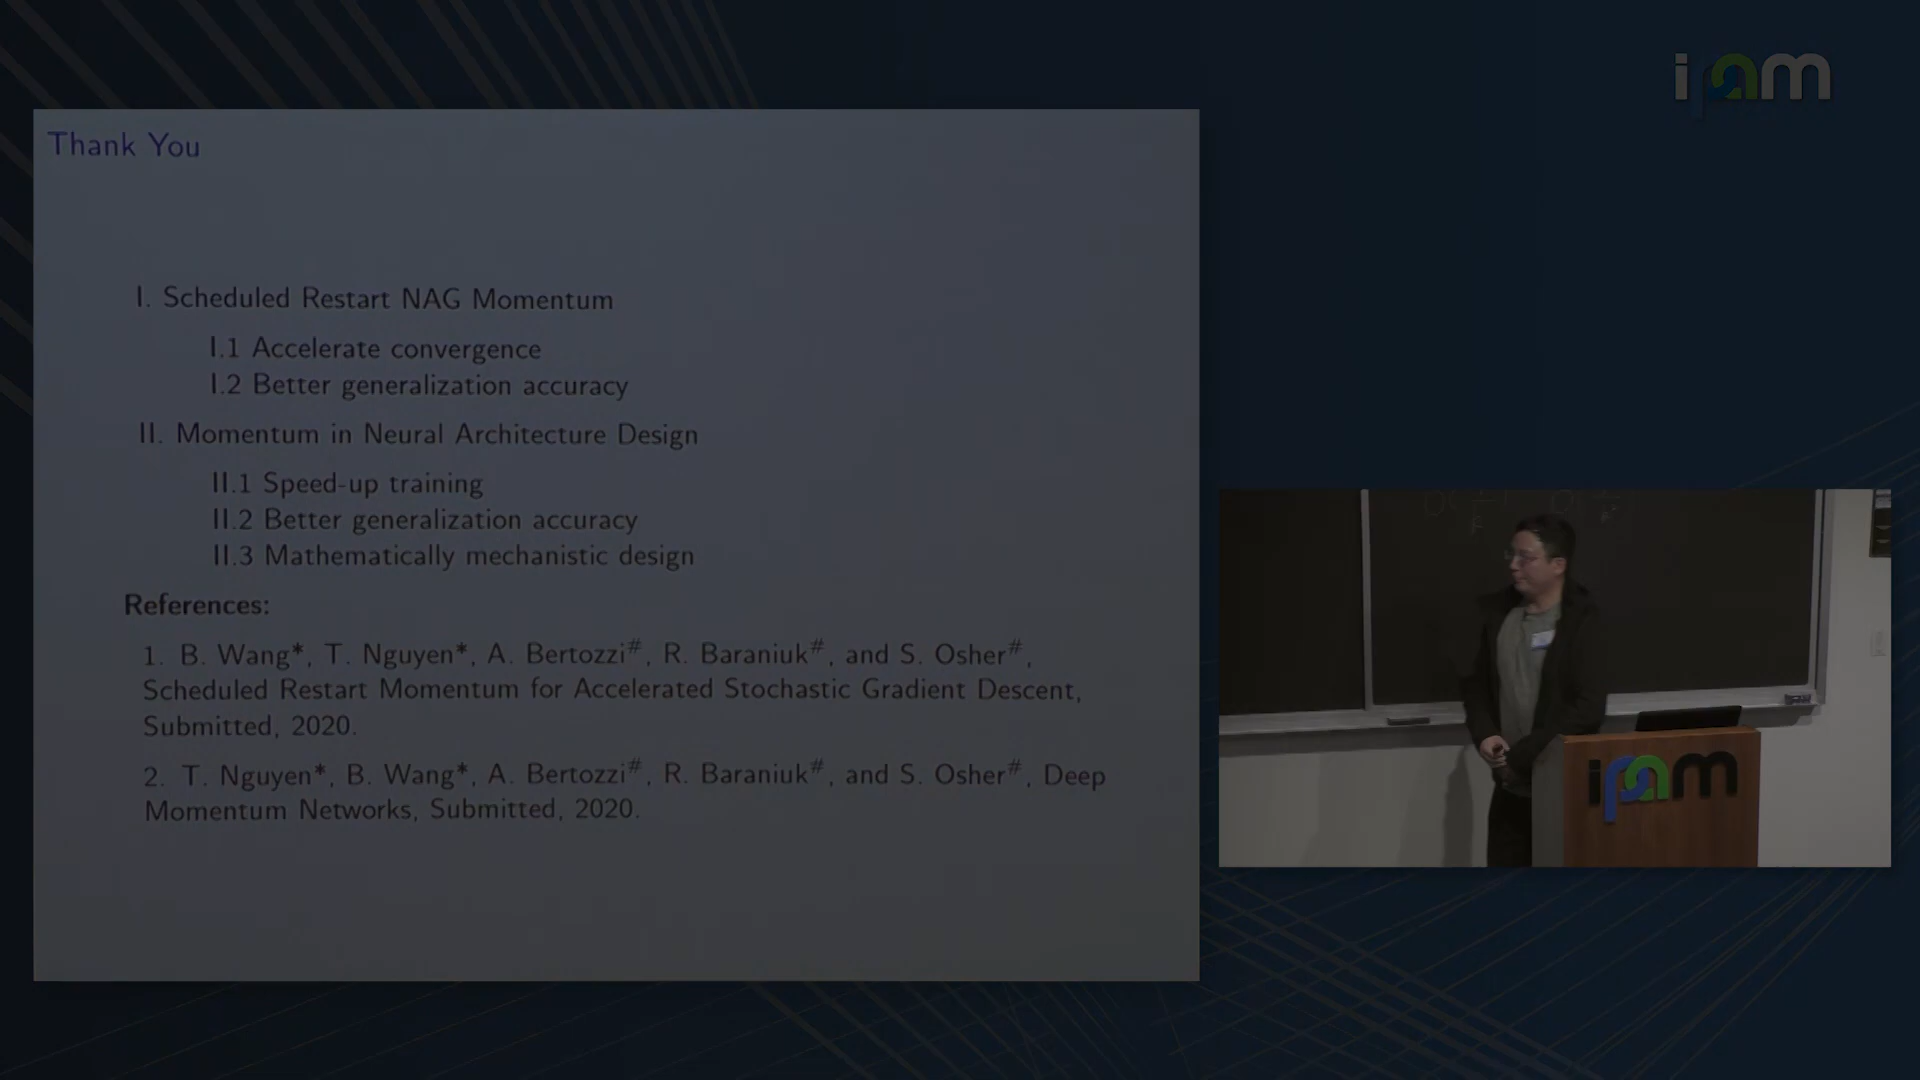 ipam
Thank You
I. Scheduled Restart NAG Momentum
I.1 Accelerate convergence
I.2 Better generalization accuracy
II. Momentum in Neural Architecture Design
II.1 Speed-up training
II.2 Better generalization accuracy
II.3 Mathematically mechanistic design
References:
1. B. Wang*, T. Nguyen*, A. Bertozzi#, R. Baraniuk#, and S. Osher#,
Scheduled Restart Momentum for Accelerated Stochastic Gradient Descent,
Submitted, 2020.
2. T. Nguyen*, B. Wang*, A. Bertozzi#, R. Baraniuk#, and S. Osher#, Deep
Momentum Networks, Submitted, 2020.
ipam